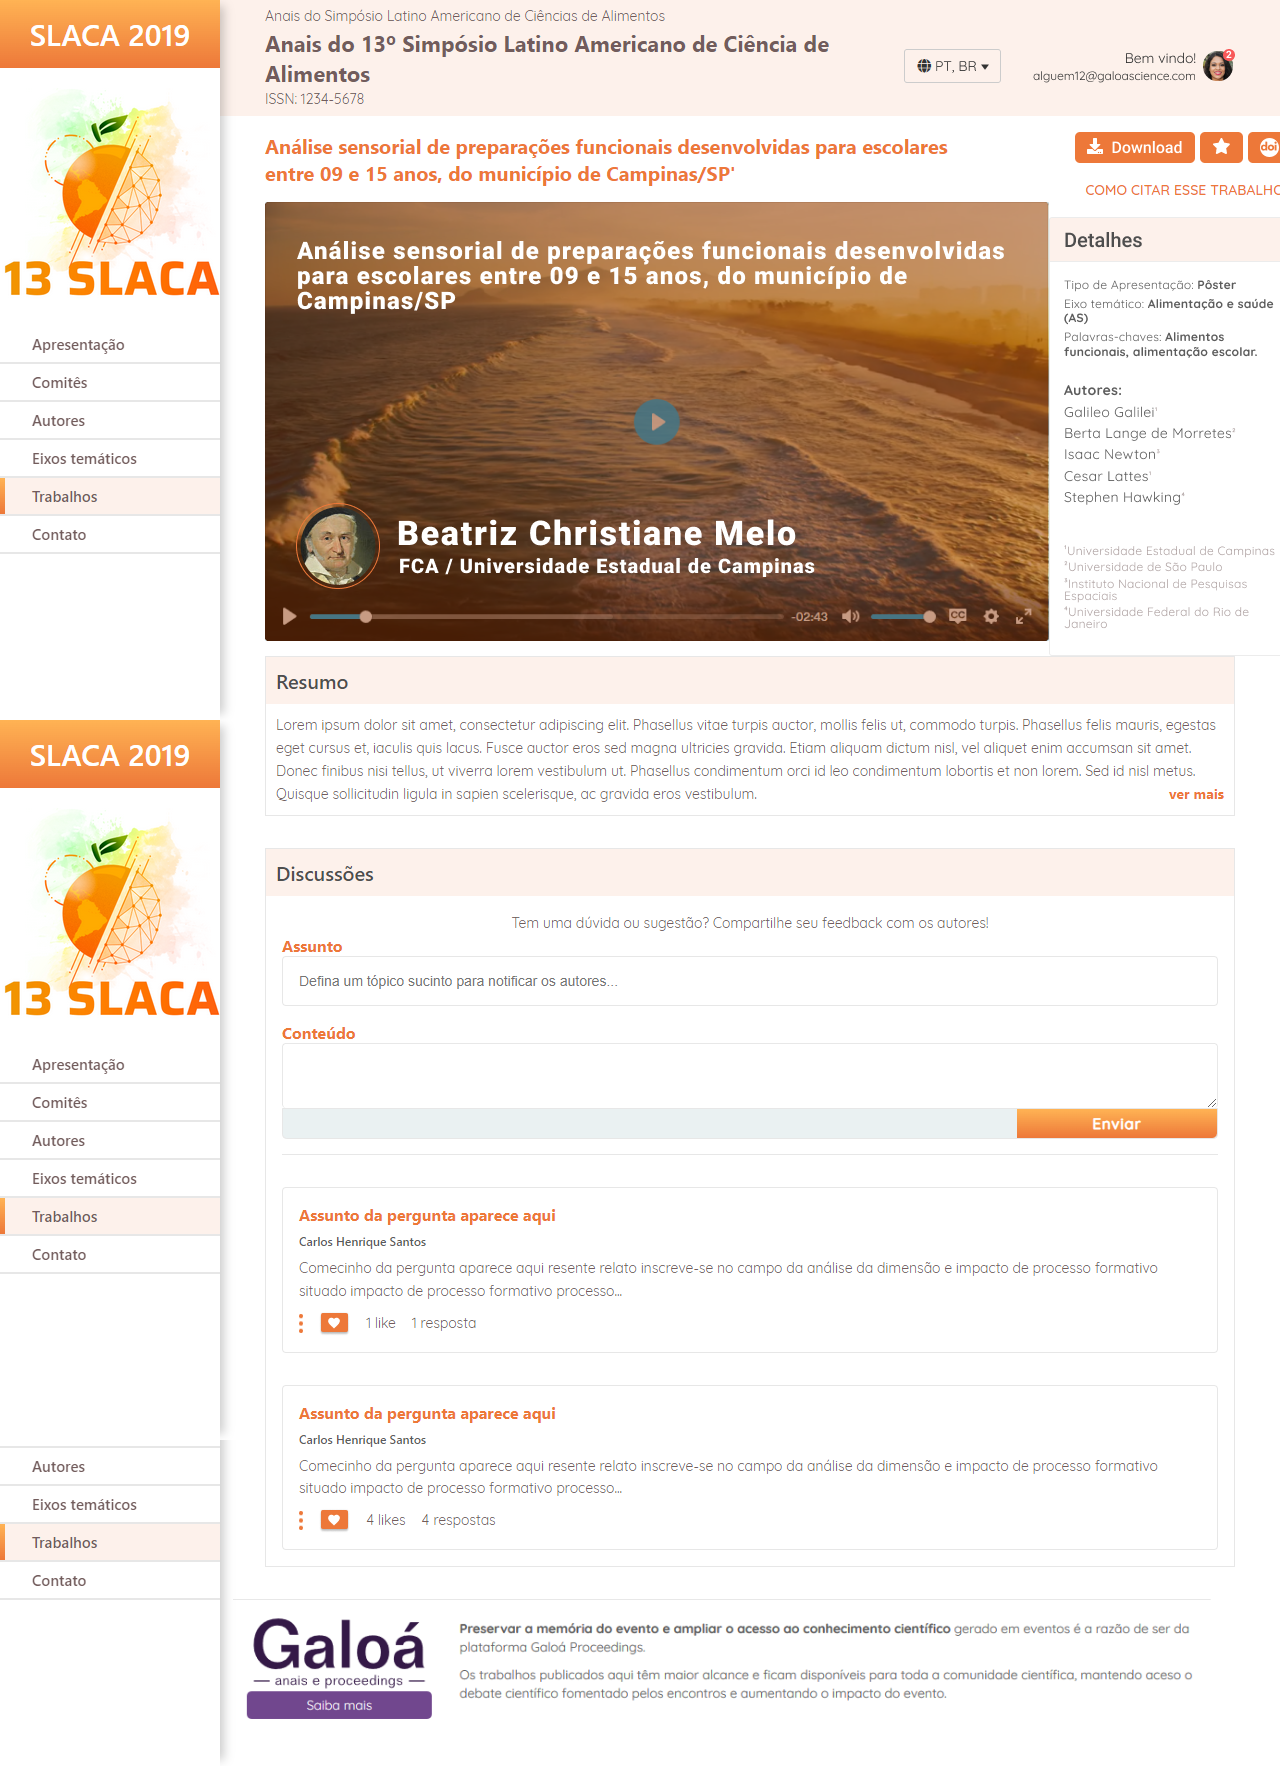 SLACA 2019
13 SLACA
Apresentação
Comitês
Autores
Eixos temáticos
Trabalhos
Contato
SLACA 2019
13 SLACA
Apresentação
Comitês
Autores
Eixos temáticos
Trabalhos
Contato
Autores
Eixos temáticos
Trabalhos
Contato
Anais do Simpósio Latino Americano de Ciências de Alimentos
Anais do 13º Simpósio Latino Americano de Ciência de
Alimentos
ISSN: 1234-5678
PT, BR
Bem vindo!
alguem12@galoascience.com
2
Análise sensorial de preparações funcionais desenvolvidas para escolares
entre 09 e 15 anos, do município de Campinas/SP'
Download
doi
COMO CITAR ESSE TRABALHO
Análise sensorial de preparações funcionais desenvolvidas
para escolares entre 09 e 15 anos, do município de
Campinas/SP
Beatriz Christiane Melo
FCA / Universidade Estadual de Campinas
-02:43
CC
Detalhes
Tipo de Apresentação: Pôster
Eixo temático: Alimentação e saúde
(AS)
Palavras-chaves: Alimentos
funcionais, alimentação escolar.
Autores:
Galileo Galilei¹
Berta Lange de Morretes²
Isaac Newton³
Cesar Lattes¹
Stephen Hawking⁴
¹Universidade Estadual de Campinas
²Universidade de São Paulo
³Instituto Nacional de Pesquisas
Espaciais
⁴Universidade Federal do Rio de
Janeiro
Resumo
Lorem ipsum dolor sit amet, consectetur adipiscing elit. Phasellus vitae turpis auctor, mollis felis ut, commodo turpis. Phasellus felis mauris, egestas
eget cursus et, iaculis quis lacus. Fusce auctor eros sed magna ultricies gravida. Etiam aliquam dictum nisl, vel aliquet enim accumsan sit amet.
Donec finibus nisi tellus, ut viverra lorem vestibulum ut. Phasellus condimentum orci id leo condimentum lobortis et non lorem. Sed id nisl metus.
Quisque sollicitudin ligula in sapien scelerisque, ac gravida eros vestibulum.
ver mais
Discussões
Tem uma dúvida ou sugestão? Compartilhe seu feedback com os autores!
Assunto
Defina um tópico sucinto para notificar os autores...
Conteúdo
Enviar
Assunto da pergunta aparece aqui
Carlos Henrique Santos
Comecinho da pergunta aparece aqui resente relato inscreve-se no campo da análise da dimensão e impacto de processo formativo
situado impacto de processo formativo processo...
1 like 1 resposta
Assunto da pergunta aparece aqui
Carlos Henrique Santos
Comecinho da pergunta aparece aqui resente relato inscreve-se no campo da análise da dimensão e impacto de processo formativo
situado impacto de processo formativo processo...
4 likes 4 respostas
Galoá
anais e proceedings
Saiba mais
Preservar a memória do evento e ampliar o acesso ao conhecimento científico gerado em eventos é a razão de ser da
plataforma Galoá Proceedings.
Os trabalhos publicados aqui têm maior alcance e ficam disponíveis para toda a comunidade científica, mantendo aceso o
debate científico fomentado pelos encontros e aumentando o impacto do evento.